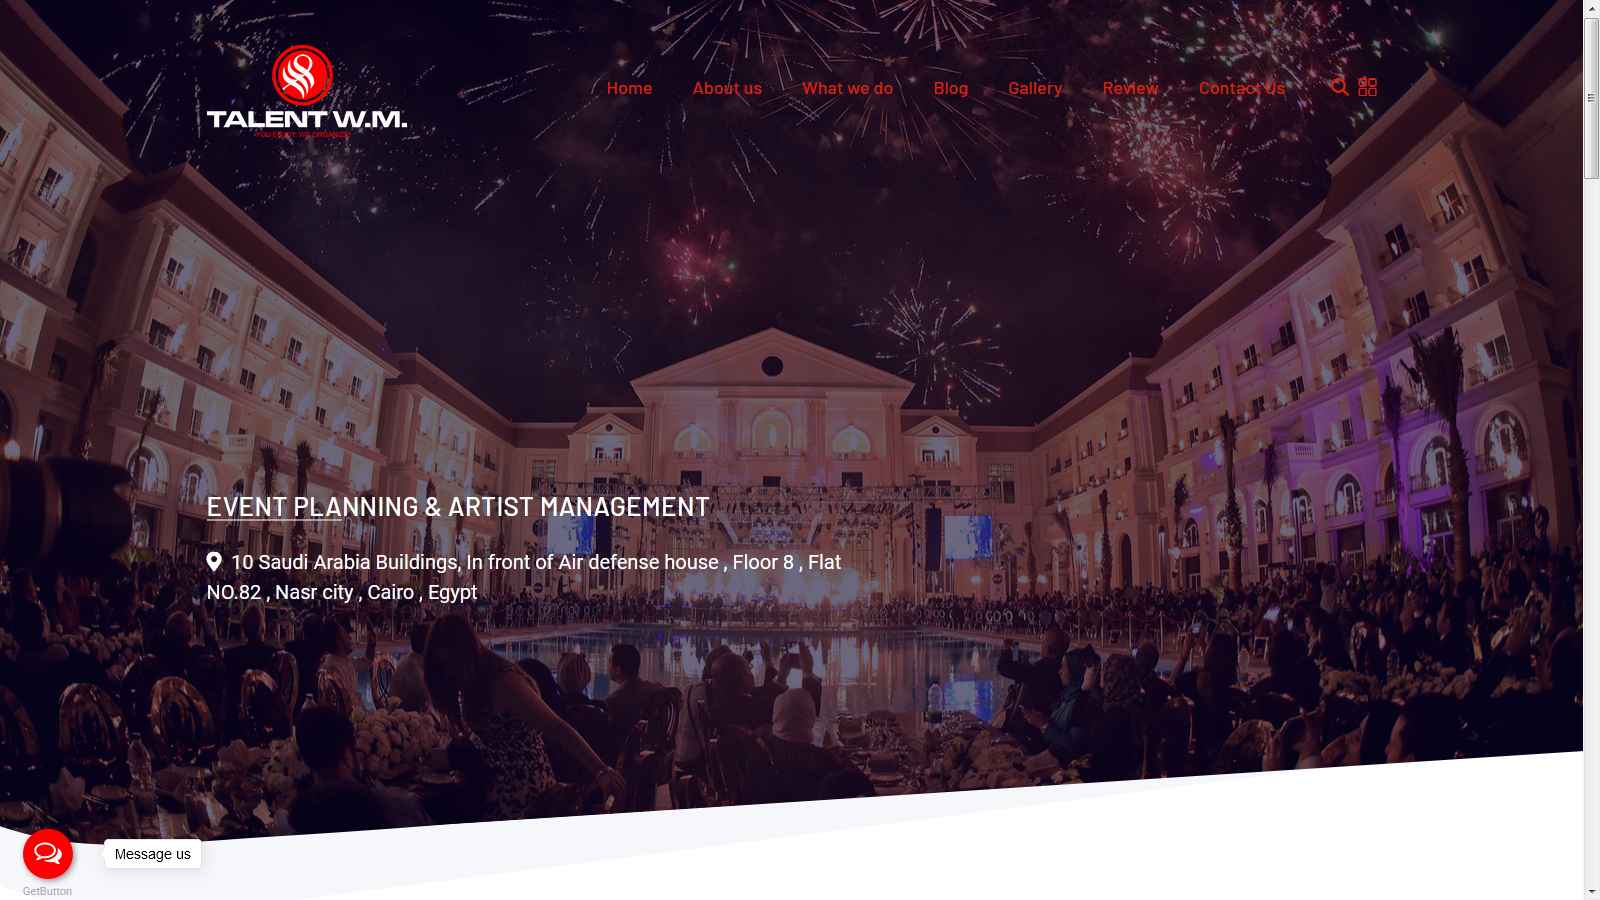 TALENT W.M.
YOU ENJOY, WE ORGANIZE!
Home
About us
What we do
Blog
Gallery
Review
Contact Us
EVENT PLANNING & ARTIST MANAGEMENT
10 Saudi Arabia Buildings, In front of Air defense house , Floor 8 , Flat
NO.82 , Nasr city , Cairo , Egypt
Message us
GetButton